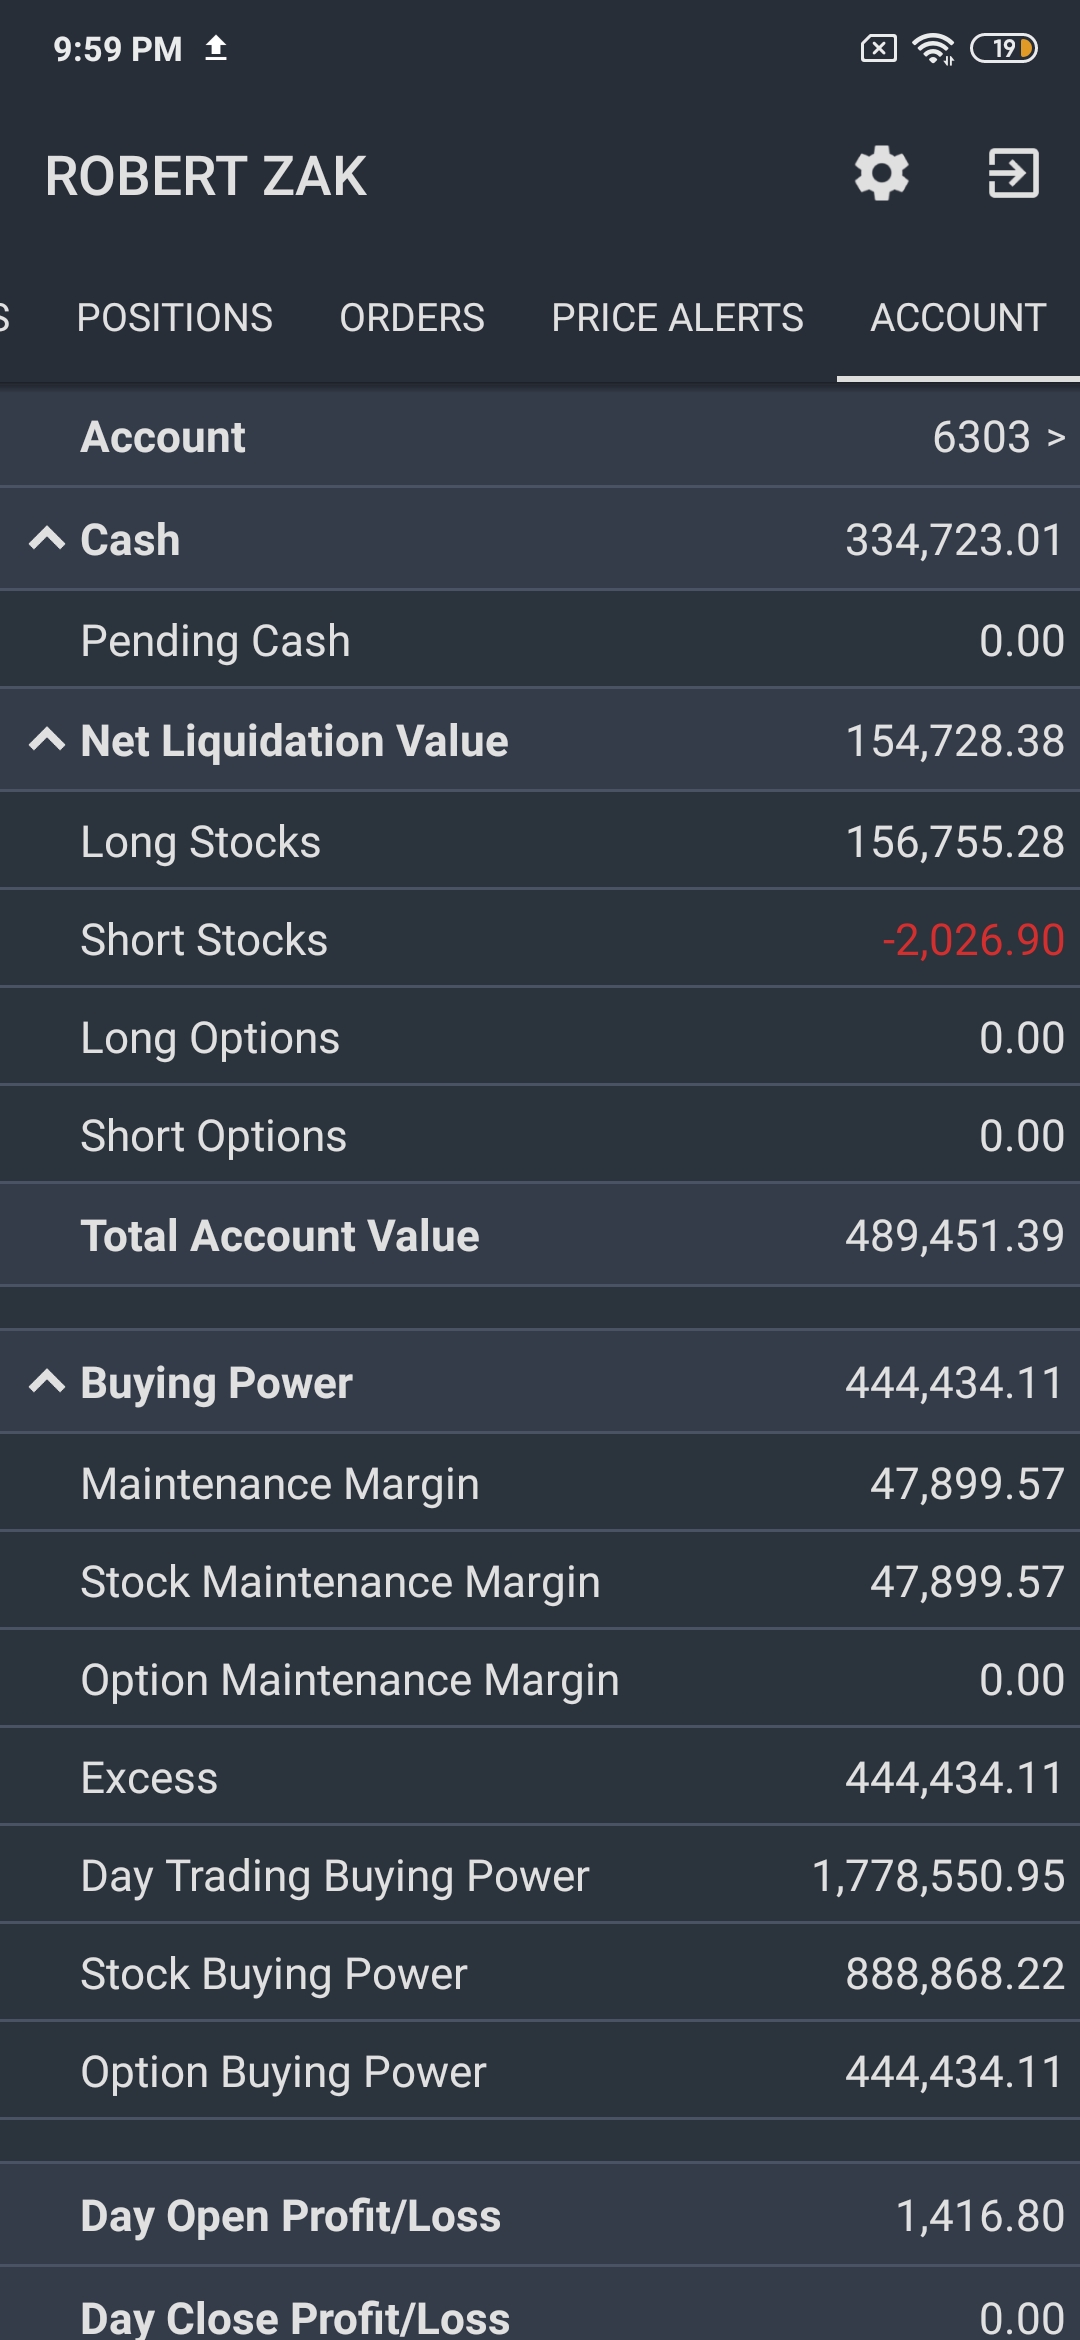 9:59 PM 19
ROBERT ZAK
S POSITIONS ORDERS PRICE ALERTS ACCOUNT
Account 6303 >
Cash 334,723.01
Pending Cash 0.00
Net Liquidation Value 154,728.38
Long Stocks 156,755.28
Short Stocks -2,026.90
Long Options 0.00
Short Options 0.00
Total Account Value 489,451.39
Buying Power 444,434.11
Maintenance Margin 47,899.57
Stock Maintenance Margin 47,899.57
Option Maintenance Margin 0.00
Excess 444,434.11
Day Trading Buying Power 1,778,550.95
Stock Buying Power 888,868.22
Option Buying Power 444,434.11
Day Open Profit/Loss 1,416.80
Day Close Profit/Loss 0.00